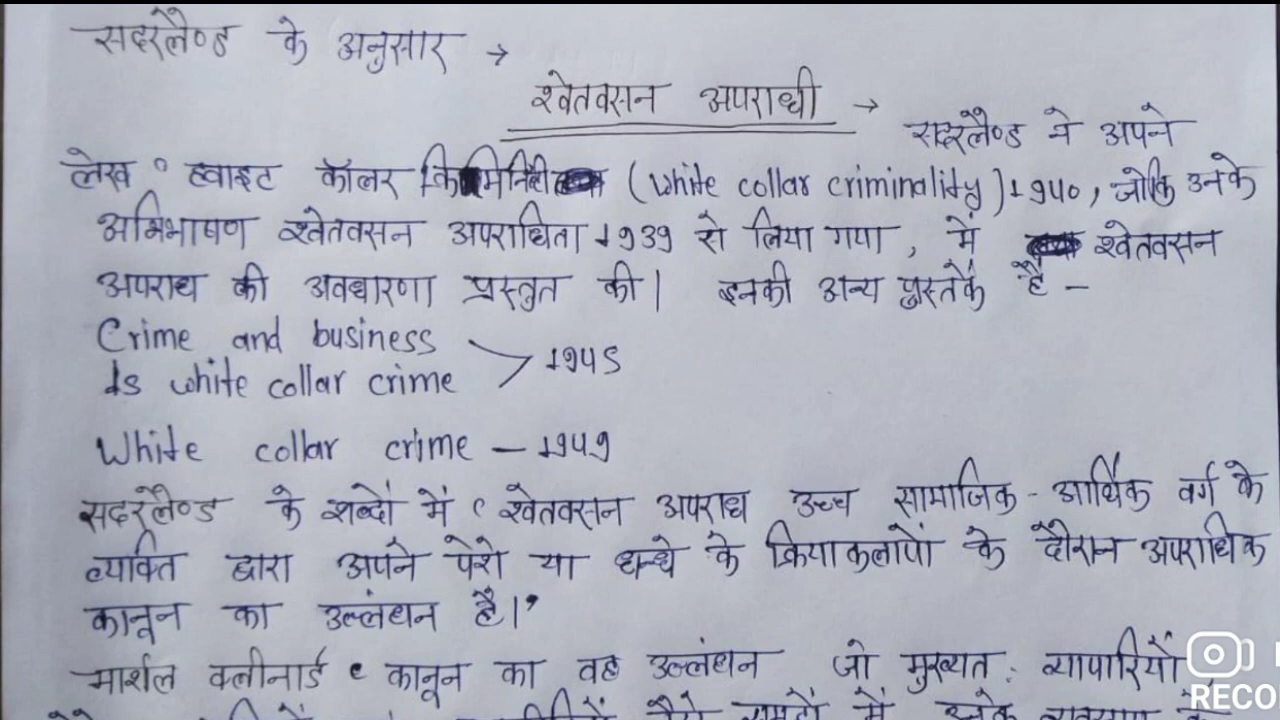 सदरलैण्ड के अनुसार →
श्वेतवसन अपराधी →
सदरलैण्ड ने अपने
लेख ' ह्वाइट कॉलर (White collar criminality) 1940, जोकि उनके
अभिभाषण श्वेतवसन अपराधिता 1939 से लिया गया, में श्वेतवसन
अपराध की अवधारणा प्रस्तुत की। इनकी अन्य पुस्तकें हैं -
Crime and business
Is white collar crime > 1945
White collar crime - 1949
सदरलैण्ड के शब्दों में ' श्वेतवसन अपराध उच्च सामाजिक - आर्थिक वर्ग के
व्यक्ति द्वारा अपने पेशे या धन्धे के क्रियाकलापों के दौरान अपराधिक
कानून का उल्लंघन है।'
मार्शल क्लीनार्ड ' कानून का वह उल्लंघन जो मुख्यत: व्यापारियों
RECO